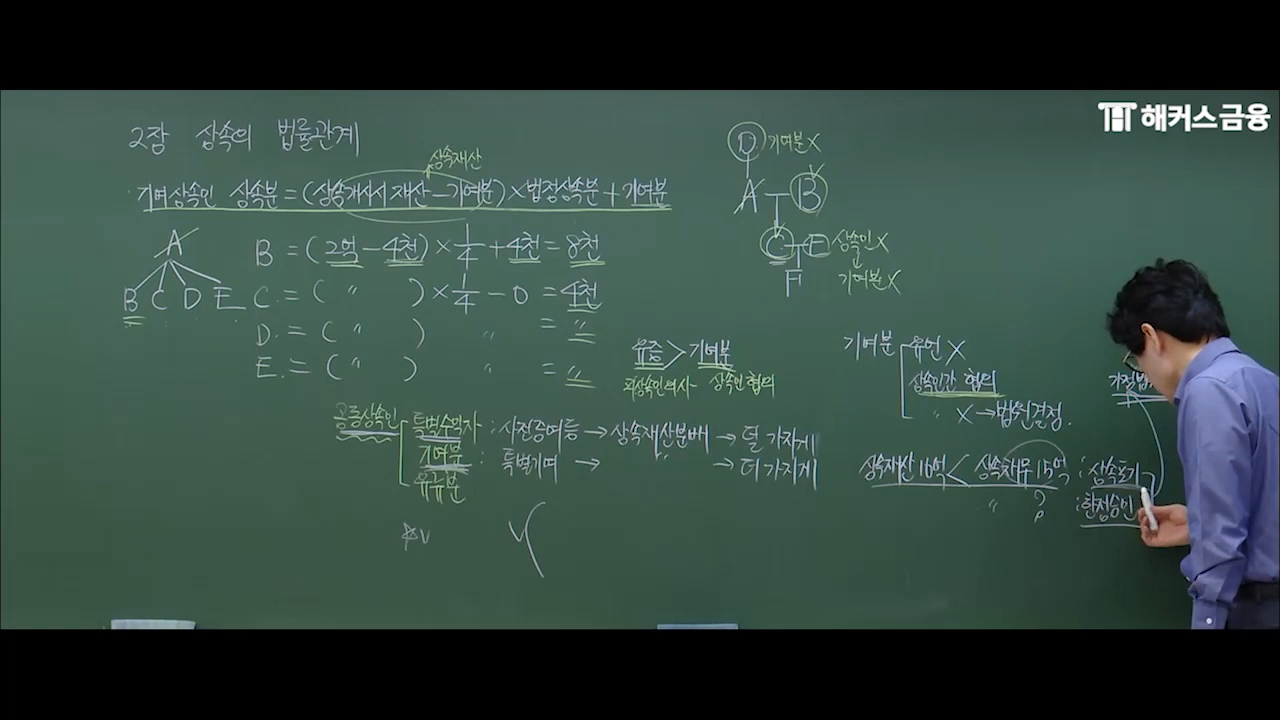 해커스금융
2장 상속의 법률관계
상속재산
기여상속인 상속분=(상속개시시 재산-기여분)×법정상속분+기여분
A
B C D E
B=(2억-4천)×1/4+4천=8천
C.=( 〃 )×1/4-0=4천
D.=( 〃 ) 〃 = 〃
E.=( 〃 ) 〃 = 〃
D. 기여분X
A B
C E 상속인X
F 기여분X
유증>기여분
피상속인의사- 상속인협의
기여분 유언 X
상속인간 협의
〃 X→법원결정.
공동상속인 특별수익자:사전증여등→상속재산분배→덜 가지게
기여분:특별기여→ 〃 →더 가지게
유류분
상속재산 10억<상속채무 15억:상속포기
〃 ? :한정승인
가정법